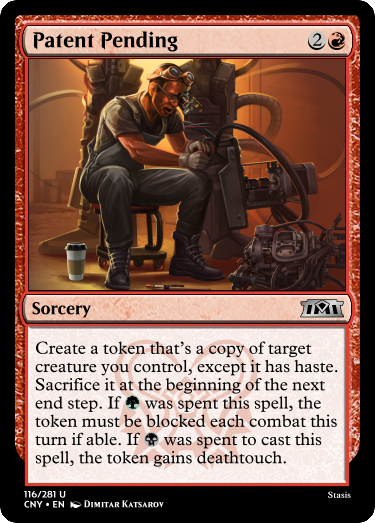 Patent Pending 2
Sorcery
Create a token that's a copy of target
creature you control, except it has haste.
Sacrifice it at the beginning of the next
end step. If was spent this spell, the
token must be blocked each combat this
turn if able. If was spent to cast this
spell, the token gains deathtouch.
116/281 U
Stasis
CNY • EN Dimitar Katsarov